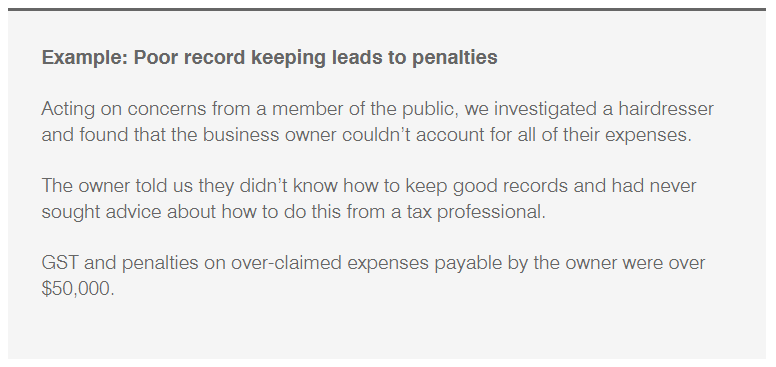 Example: Poor record keeping leads to penalties
Acting on concerns from a member of the public, we investigated a hairdresser
and found that the business owner couldn’t account for all of their expenses.
The owner told us they didn’t know how to keep good records and had never
sought advice about how to do this from a tax professional.
GST and penalties on over-claimed expenses payable by the owner were over
$50,000.